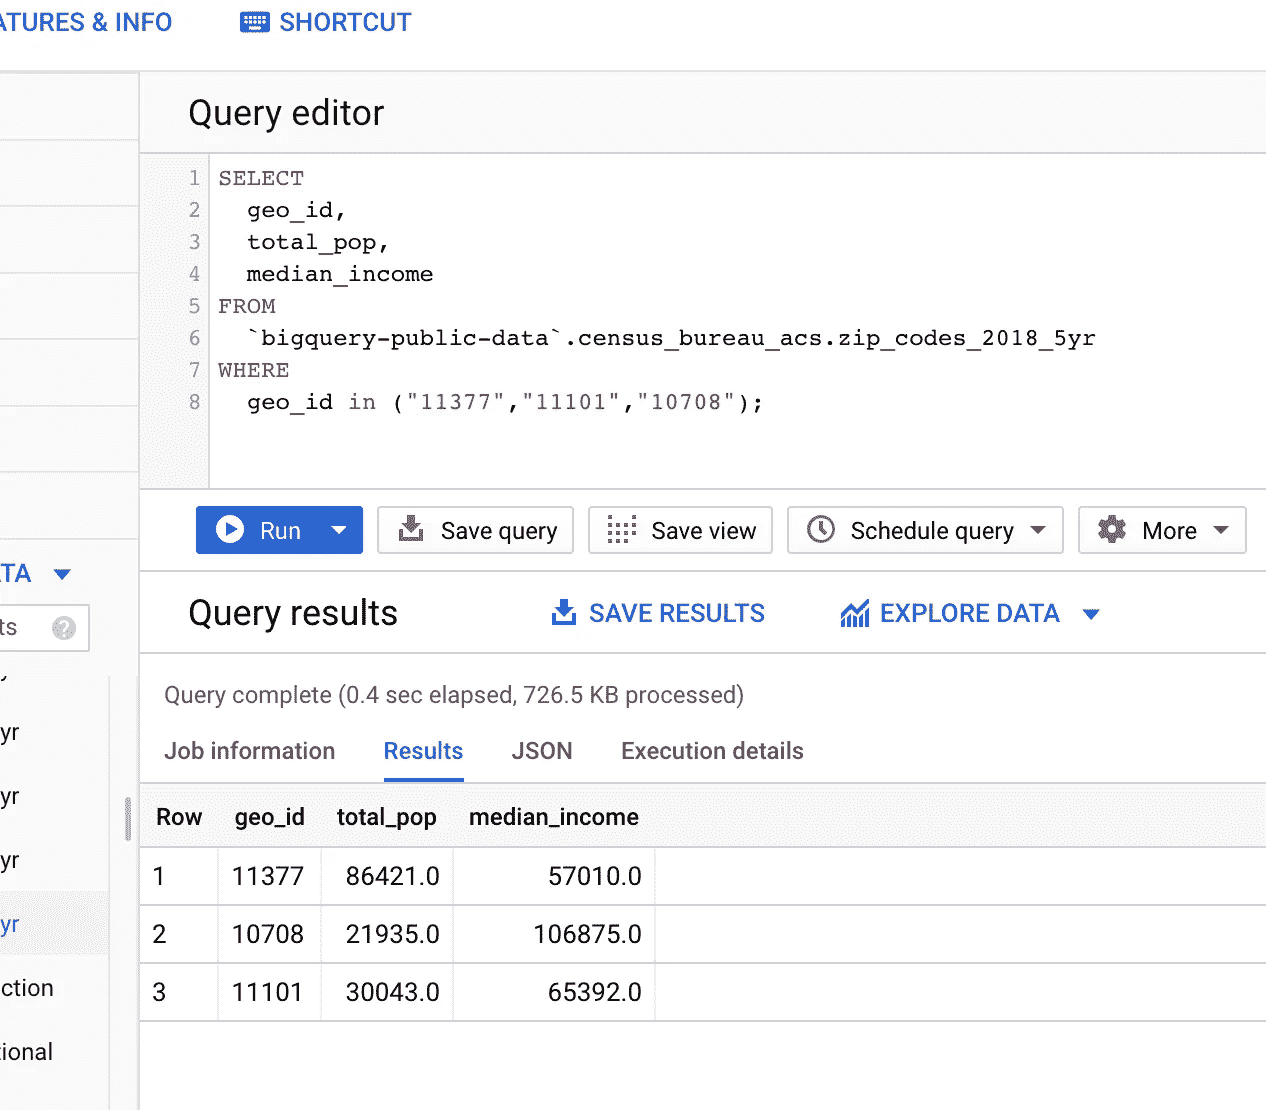 ATURES & INFO SHORTCUT
Query editor
1 SELECT
2 geo_id,
3 total_pop,
4 median_income
5 FROM
6 `bigquery-public-data`.census_bureau_acs.zip_codes_2018_5yr
7 WHERE
8 geo_id in ("11377","11101","10708");
Run Save query Save view Schedule query More
TA
ts ?
Query results SAVE RESULTS EXPLORE DATA
Query complete (0.4 sec elapsed, 726.5 KB processed)
yr
Job information Results JSON Execution details
yr
Row geo_id total_pop median_income
yr
1 11377 86421.0 57010.0
yr
2 10708 21935.0 106875.0
ction
3 11101 30043.0 65392.0
tional